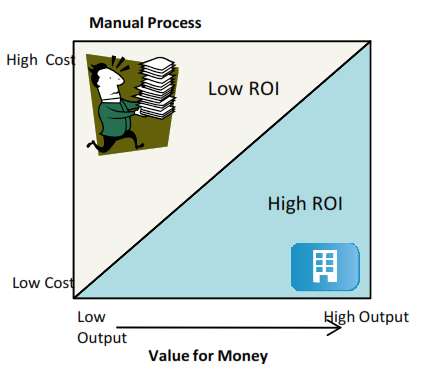 Manual Process
High Cost
Low ROI
High ROI
Low Cost
Low
Output
High Output
Value for Money